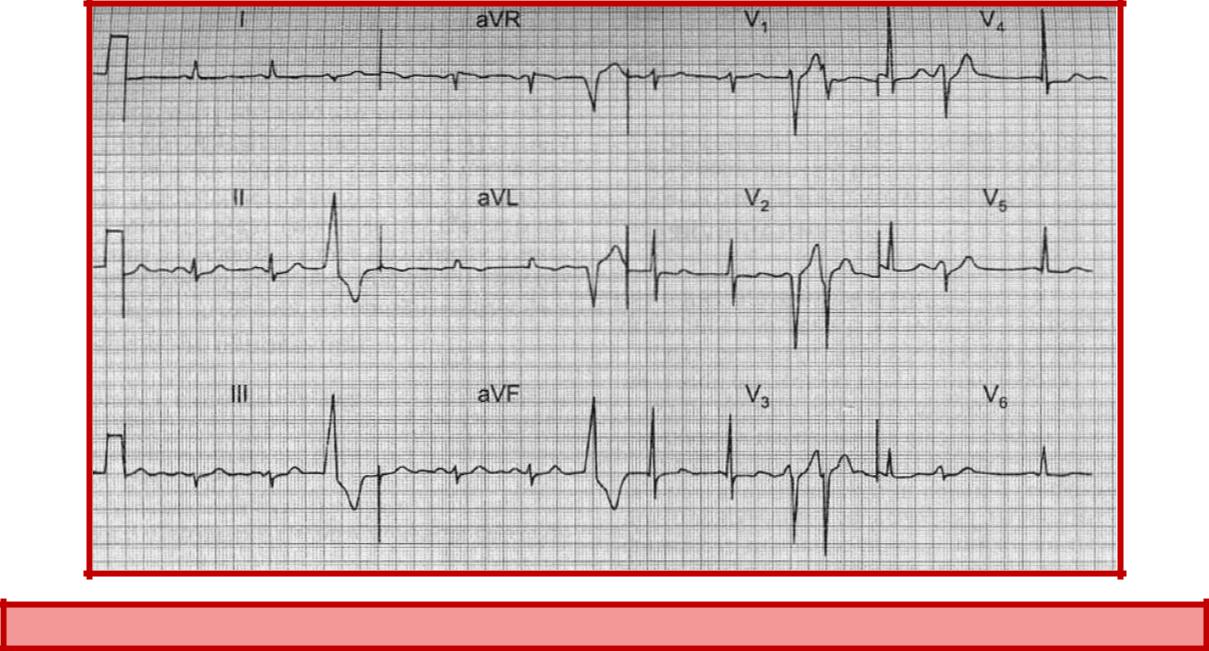 I aVR V₁ V₄
II aVL V₂ V₅
III aVF V₃ V₆